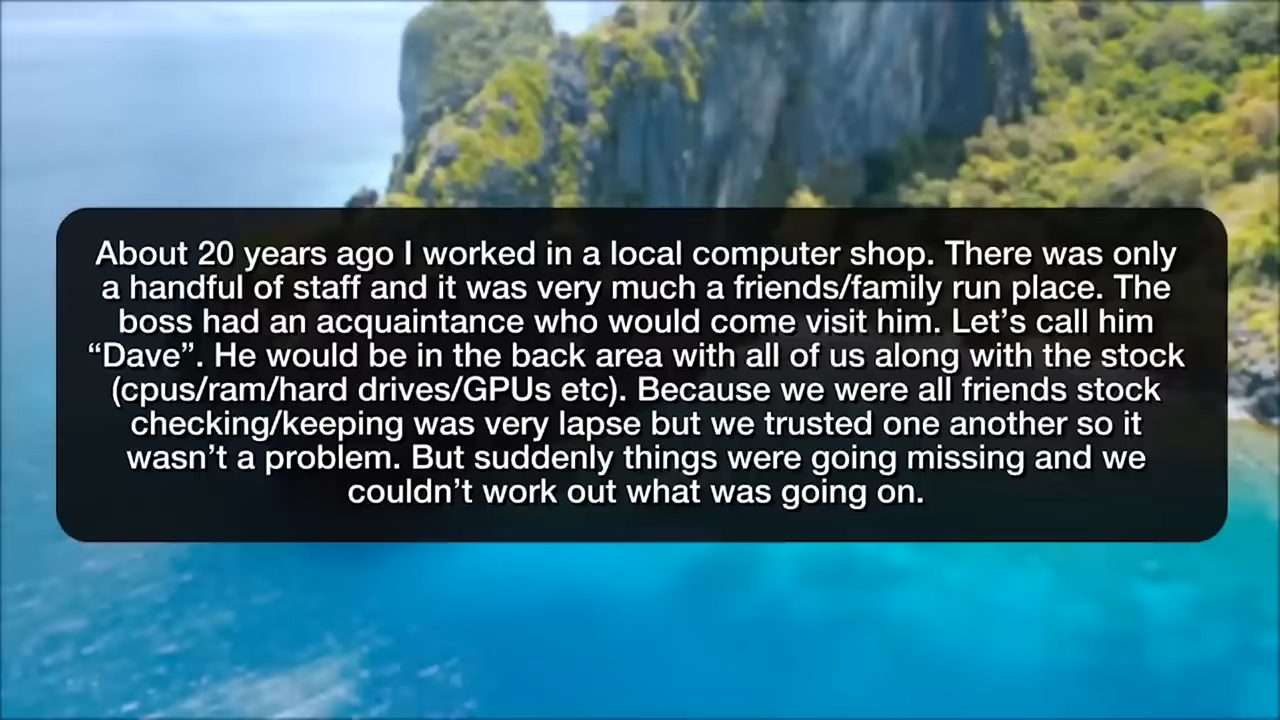 About 20 years ago I worked in a local computer shop. There was only
a handful of staff and it was very much a friends/family run place. The
boss had an acquaintance who would come visit him. Let’s call him
“Dave”. He would be in the back area with all of us along with the stock
(cpus/ram/hard drives/GPUs etc). Because we were all friends stock
checking/keeping was very lapse but we trusted one another so it
wasn’t a problem. But suddenly things were going missing and we
couldn’t work out what was going on.